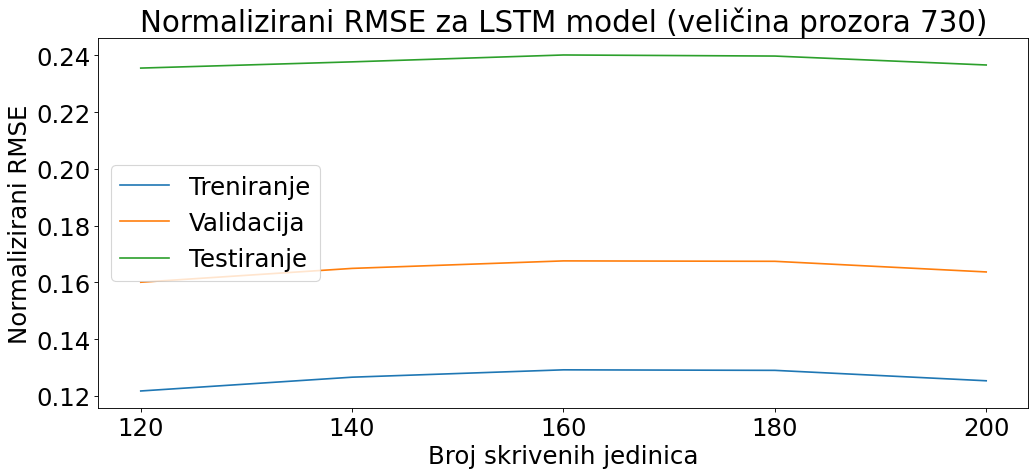 Normalizirani RMSE za LSTM model (veličina prozora 730)
Normalizirani RMSE
0.24
0.22
0.20
0.18
0.16
0.14
0.12
Treniranje
Validacija
Testiranje
120 140 160 180 200
Broj skrivenih jedinica